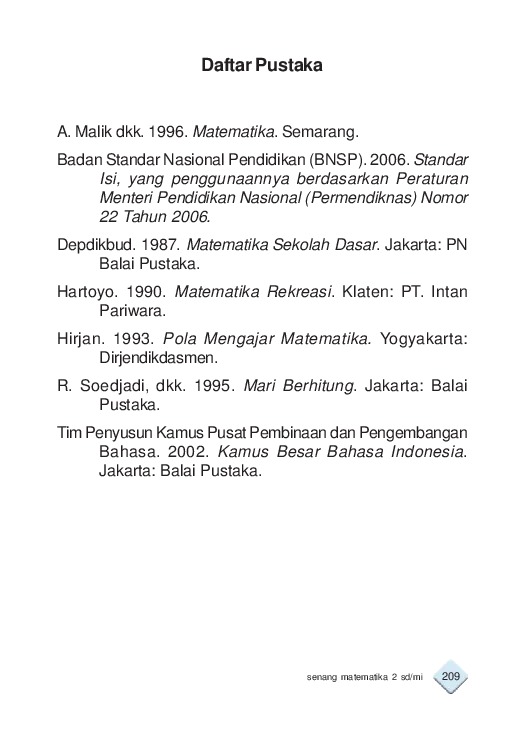 Daftar Pustaka
A. Malik dkk. 1996. Matematika. Semarang.
Badan Standar Nasional Pendidikan (BNSP). 2006. Standar
Isi, yang penggunaannya berdasarkan Peraturan
Menteri Pendidikan Nasional (Permendiknas) Nomor
22 Tahun 2006.
Depdikbud. 1987. Matematika Sekolah Dasar. Jakarta: PN
Balai Pustaka.
Hartoyo. 1990. Matematika Rekreasi. Klaten: PT. Intan
Pariwara.
Hirjan. 1993. Pola Mengajar Matematika. Yogyakarta:
Dirjendikdasmen.
R. Soedjadi, dkk. 1995. Mari Berhitung. Jakarta: Balai
Pustaka.
Tim Penyusun Kamus Pusat Pembinaan dan Pengembangan
Bahasa. 2002. Kamus Besar Bahasa Indonesia.
Jakarta: Balai Pustaka.
senang matematika 2 sd/mi 209